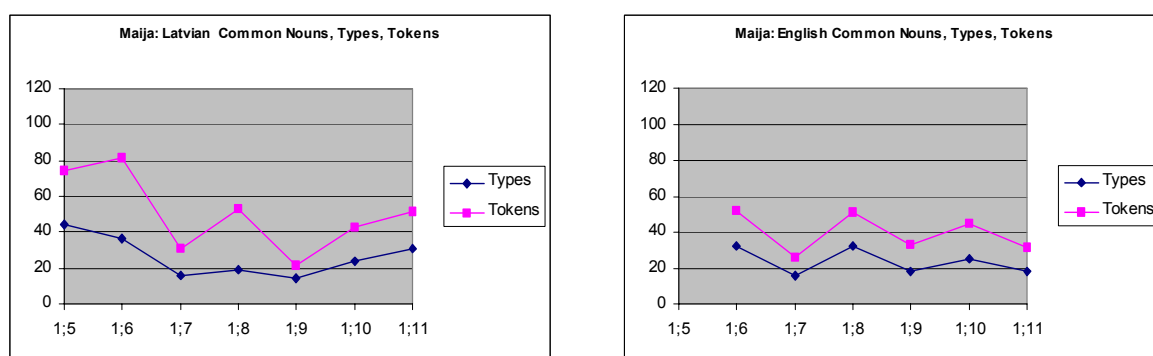 Maija: Latvian Common Nouns, Types, Tokens
120
100
80
60
40
20
0
1;5 1;6 1;7 1;8 1;9 1;10 1;11
Types
Tokens
Maija: English Common Nouns, Types, Tokens
120
100
80
60
40
20
0
1;5 1;6 1;7 1;8 1;9 1;10 1;11
Types
Tokens